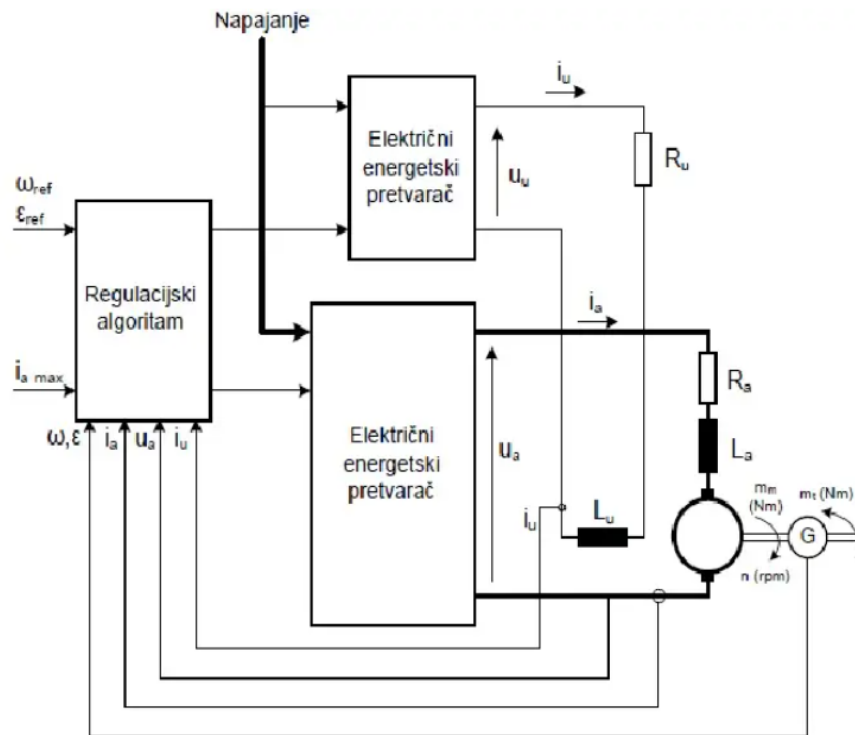 Napajanje
i_u
Električni
energetski
pretvarač
u_u
R_u
ω_ref
ε_ref
Regulacijski
algoritam
i_a
R_a
i_a max
ω,ε i_a u_a i_u
Električni
energetski
pretvarač
u_a
L_a
i_u
L_u
m_m
(Nm)
m_t (Nm)
G
n (rpm)